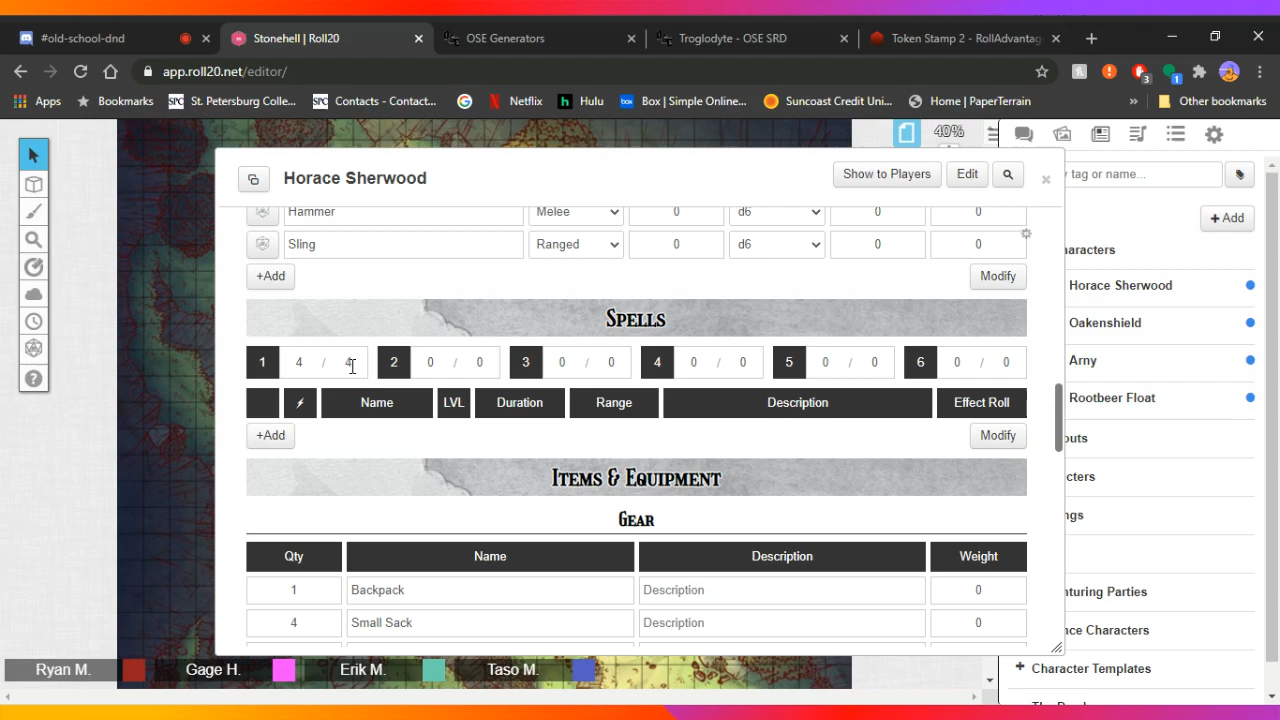 #old-school-dnd
Stonehell | Roll20
OSE Generators
Troglodyte - OSE SRD
Token Stamp 2 - RollAdvantag
app.roll20.net/editor/
3
1
Apps
Bookmarks
SPC St. Petersburg Colle...
SPC Contacts - Contact...
Netflix
h Hulu
box Box | Simple Online...
Suncoast Credit Uni...
Home | PaperTerrain
Other bookmarks
40%
Horace Sherwood
Show to Players
Edit
y tag or name...
+ Add
Hammer Melee 0 d6 0 0
Sling Ranged 0 d6 0 0
+Add
Modify
Spells
1 4 / 4 2 0 / 0 3 0 / 0 4 0 / 0 5 0 / 0 6 0 / 0
Name LVL Duration Range Description Effect Roll
+Add
Modify
Items & Equipment
Gear
Qty Name Description Weight
1 Backpack Description 0
4 Small Sack Description 0
aracters
Horace Sherwood
Oakenshield
Arny
Rootbeer Float
outs
cters
ngs
nturing Parties
nce Characters
Character Templates
Ryan M.
Gage H.
Erik M.
Taso M.